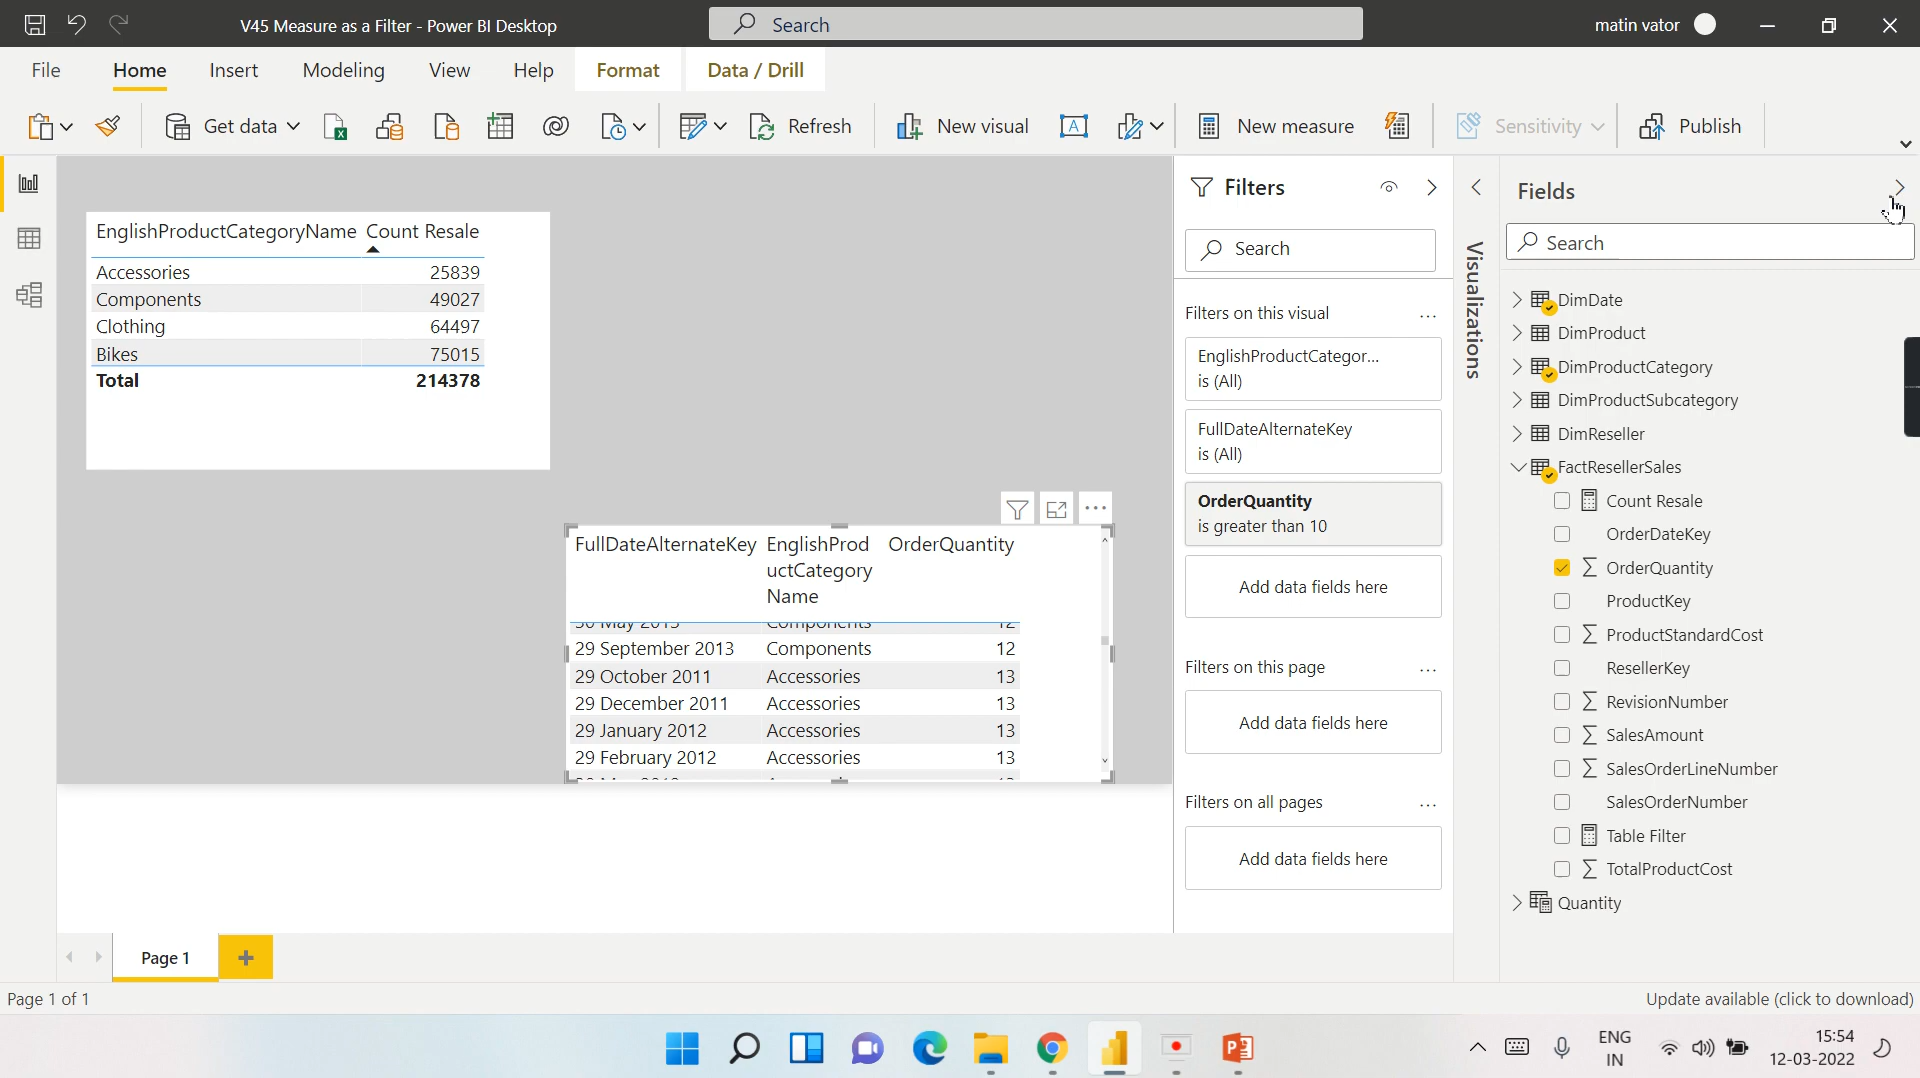 V45 Measure as a Filter - Power BI Desktop
Search
matin vator
File Home Insert Modeling View Help Format Data / Drill
Get data Refresh New visual New measure Sensitivity Publish
EnglishProductCategoryName Count Resale
Accessories 25839
Components 49027
Clothing 64497
Bikes 75015
Total 214378
FullDateAlternateKey EnglishProd OrderQuantity
uctCategory
Name
30 May 2013 Components 12
29 September 2013 Components 12
29 October 2011 Accessories 13
29 December 2011 Accessories 13
29 January 2012 Accessories 13
29 February 2012 Accessories 13
Filters
Search
Filters on this visual ...
EnglishProductCategor...
is (All)
FullDateAlternateKey
is (All)
OrderQuantity
is greater than 10
Add data fields here
Filters on this page ...
Add data fields here
Filters on all pages ...
Add data fields here
Visualizations
Fields
Search
DimDate
DimProduct
DimProductCategory
DimProductSubcategory
DimReseller
FactResellerSales
Count Resale
OrderDateKey
OrderQuantity
ProductKey
ProductStandardCost
ResellerKey
RevisionNumber
SalesAmount
SalesOrderLineNumber
SalesOrderNumber
Table Filter
TotalProductCost
Quantity
Page 1
Page 1 of 1
Update available (click to download)
ENG
IN
15:54
12-03-2022